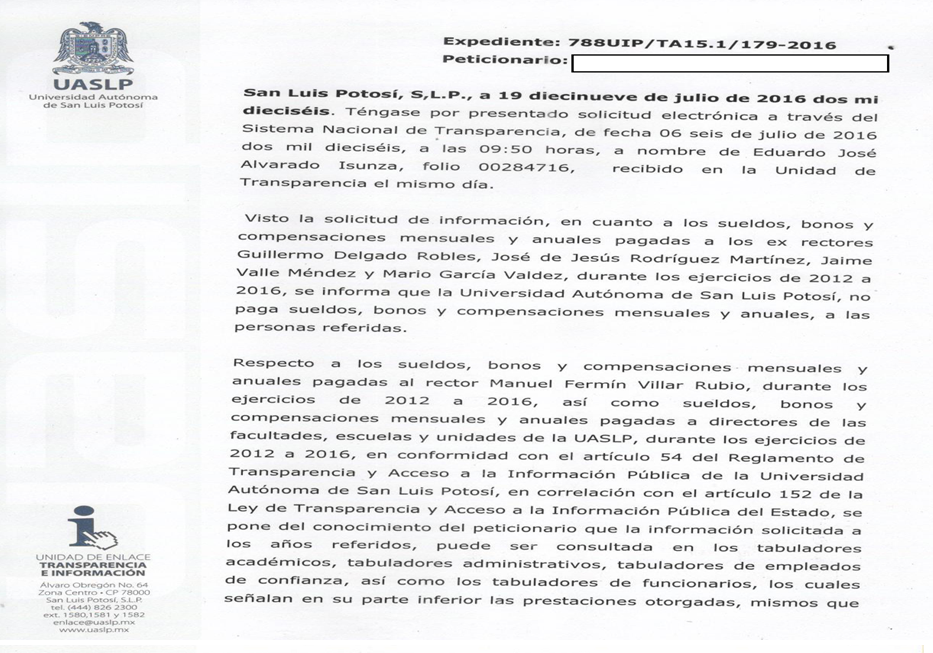 UASLP
Universidad Autónoma
de San Luis Potosí
Expediente: 788UIP/TA15.1/179-2016
Peticionario:
San Luis Potosí, S,L.P., a 19 diecinueve de julio de 2016 dos mi
dieciséis. Téngase por presentado solicitud electrónica a través del
Sistema Nacional de Transparencia, de fecha 06 seis de julio de 2016
dos mil dieciséis, a las 09:50 horas, a nombre de Eduardo José
Alvarado Isunza, folio 00284716, recibido en la Unidad de
Transparencia el mismo día.
Visto la solicitud de información, en cuanto a los sueldos, bonos y
compensaciones mensuales y anuales pagadas a los ex rectores
Guillermo Delgado Robles, José de Jesús Rodríguez Martínez, Jaime
Valle Méndez y Mario García Valdez, durante los ejercicios de 2012 a
2016, se informa que la Universidad Autónoma de San Luis Potosí, no
paga sueldos, bonos y compensaciones mensuales y anuales, a las
personas referidas.
Respecto a los sueldos, bonos y compensaciones mensuales y
anuales pagadas al rector Manuel Fermín Villar Rubio, durante los
ejercicios de 2012 a 2016, así como sueldos, bonos y
compensaciones mensuales y anuales pagadas a directores de las
facultades, escuelas y unidades de la UASLP, durante los ejercicios de
2012 a 2016, en conformidad con el artículo 54 del Reglamento de
Transparencia y Acceso a la Información Pública de la Universidad
Autónoma de San Luis Potosí, en correlación con el artículo 152 de la
Ley de Transparencia y Acceso a la Información Pública del Estado, se
pone del conocimiento del peticionario que la información solicitada a
los años referidos, puede ser consultada en los tabuladores
académicos, tabuladores administrativos, tabuladores de empleados
de confianza, así como los tabuladores de funcionarios, los cuales
señalan en su parte inferior las prestaciones otorgadas, mismos que
UNIDAD DE ENLACE
TRANSPARENCIA
E INFORMACIÓN
Álvaro Obregón No. 64
Zona Centro • CP 78000
San Luis Potosí, S.L.P.
tel. (444) 826 2300
ext. 1580,1581 y 1582
enlace@uaslp.mx
www.uaslp.mx